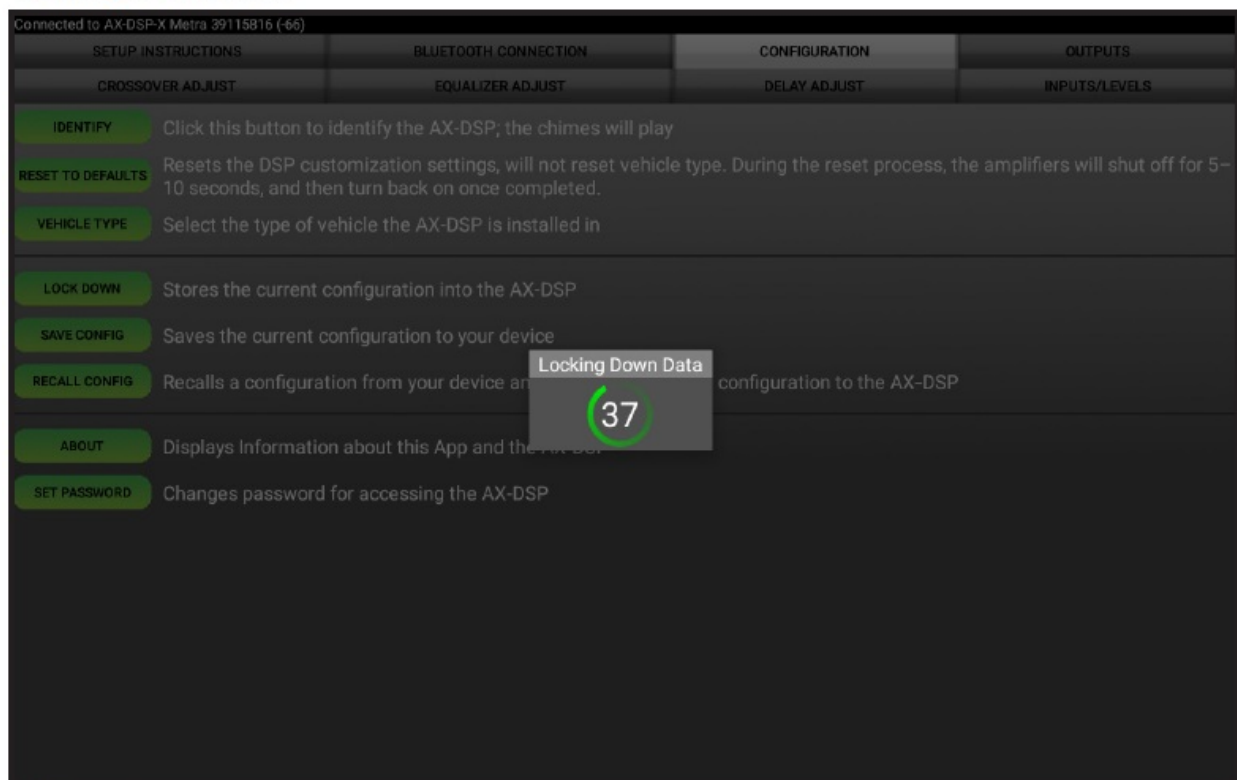 Connected to AX-DSP-X Metra 39115816 (-66)
SETUP INSTRUCTIONS BLUETOOTH CONNECTION CONFIGURATION OUTPUTS
CROSSOVER ADJUST EQUALIZER ADJUST DELAY ADJUST INPUTS/LEVELS
IDENTIFY Click this button to identify the AX-DSP; the chimes will play
RESET TO DEFAULTS Resets the DSP customization settings, will not reset vehicle type. During the reset process, the amplifiers will shut off for 5–
10 seconds, and then turn back on once completed.
VEHICLE TYPE Select the type of vehicle the AX-DSP is installed in
LOCK DOWN Stores the current configuration into the AX-DSP
SAVE CONFIG Saves the current configuration to your device
Locking Down Data
RECALL CONFIG Recalls a configuration from your device configuration to the AX-DSP
37
ABOUT Displays Information about this App and the
SET PASSWORD Changes password for accessing the AX-DSP